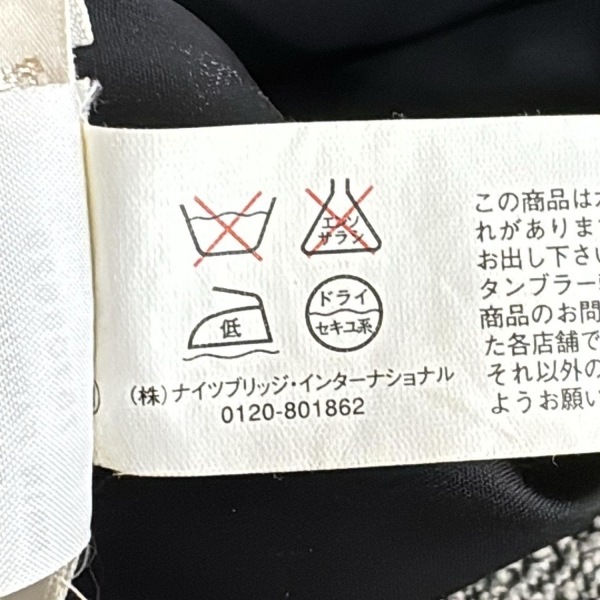 エンソ
サラシ
低
ドライ
セキユ系
(株)ナイツブリッジ・インターナショナル
0120-801862
この商品は
れがありま
お出し下さい
タンブラー
商品のお問
た各店舗で
それ以外の
ようお願い